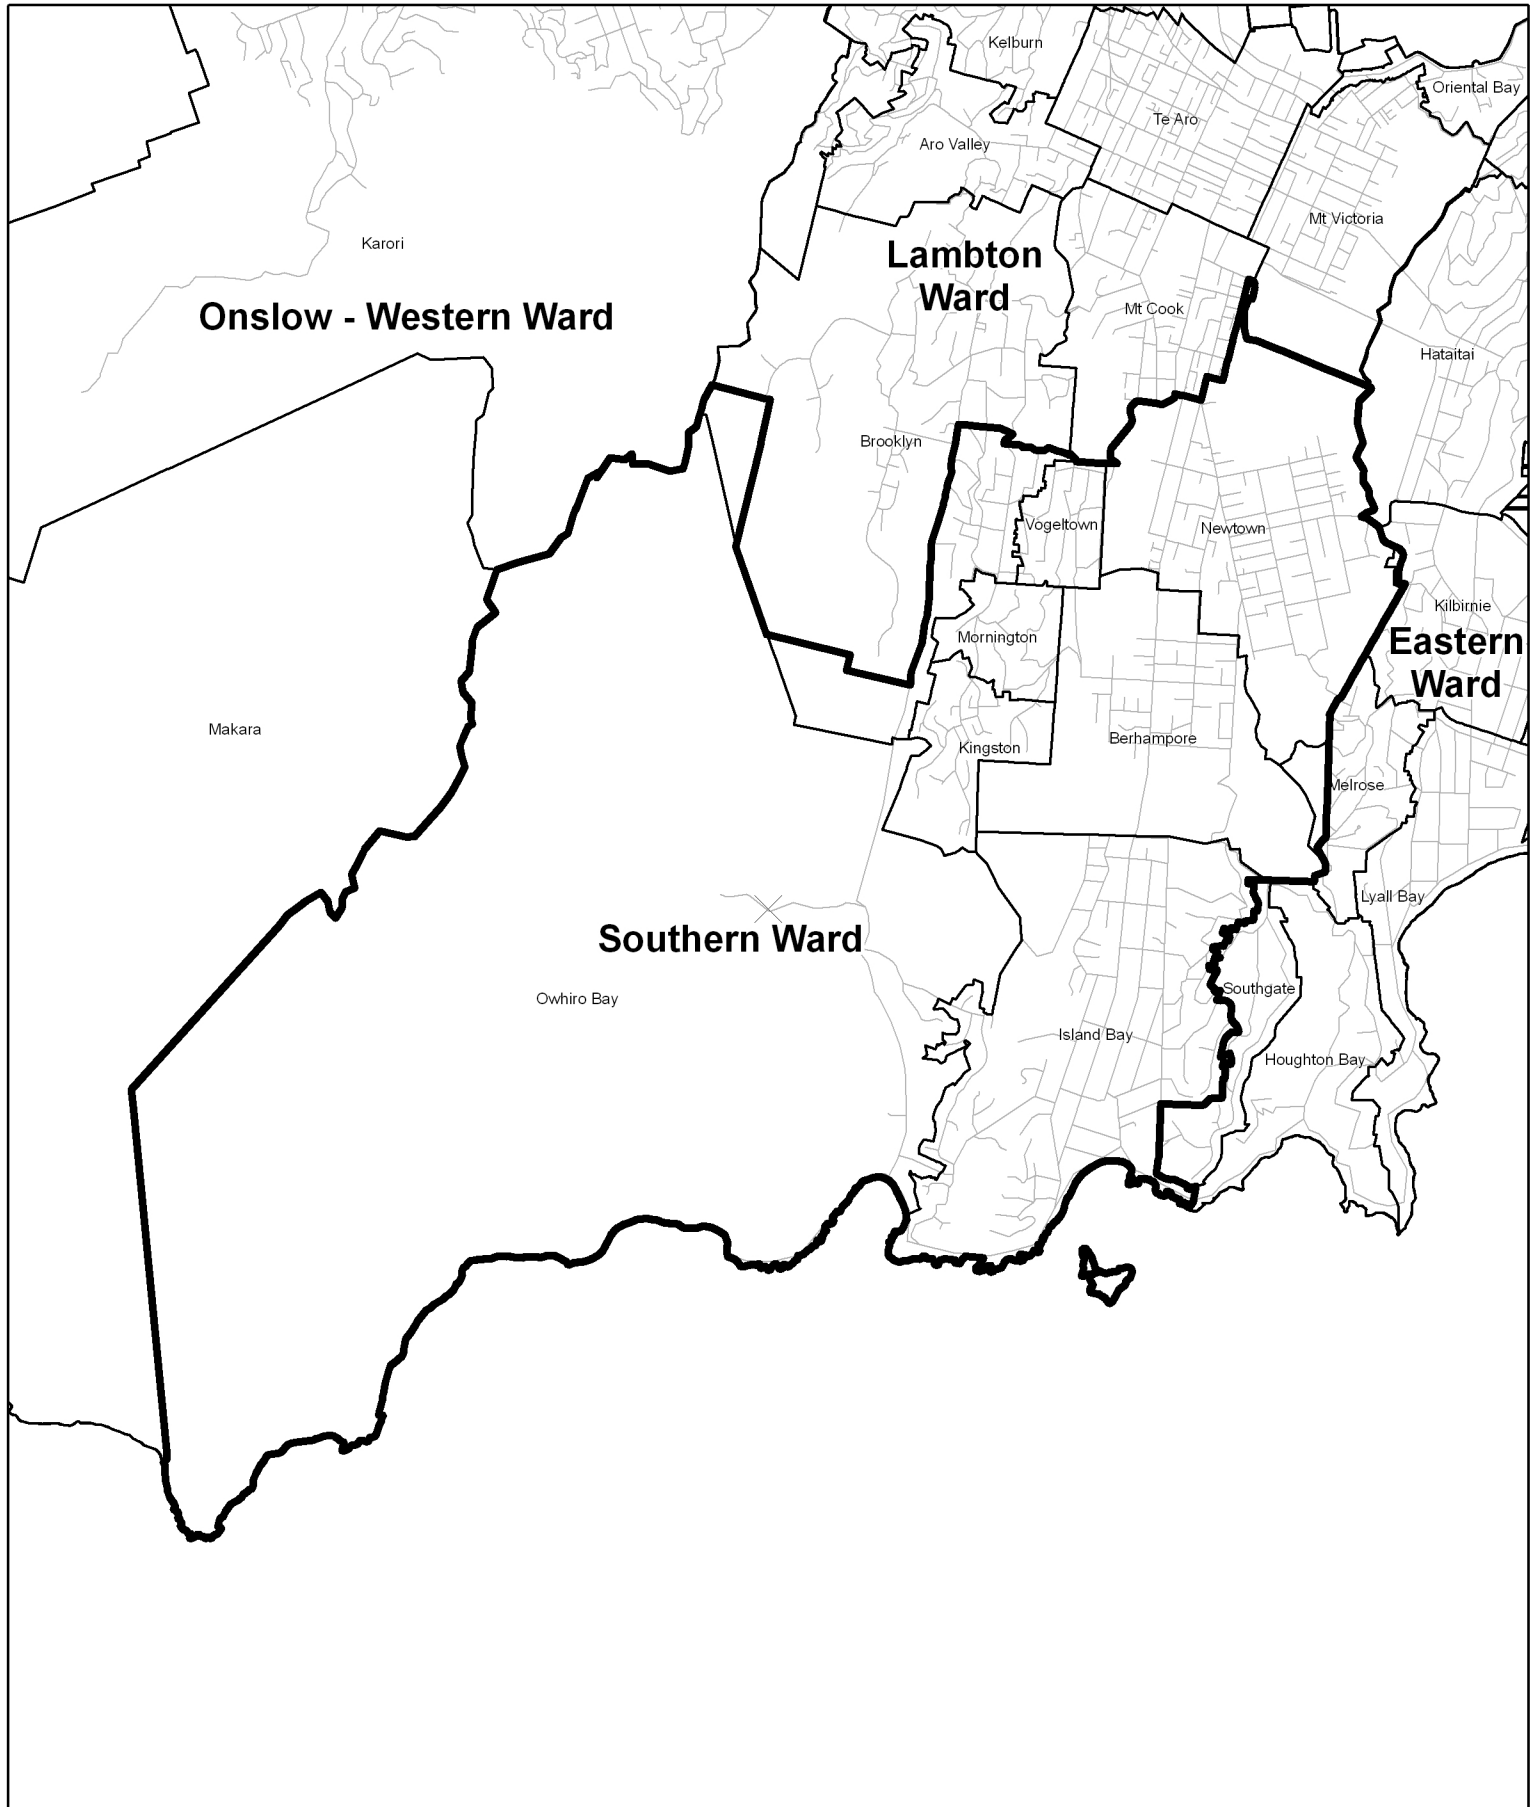 Kelburn
Oriental Bay
Te Aro
Aro Valley
Mt Victoria
Karori
Lambton
Ward
Mt Cook
Onslow - Western Ward
Hataitai
Brooklyn
Vogeltown
Newtown
Kilbirnie
Mornington
Eastern
Ward
Makara
Berhampore
Kingston
Melrose
Lyall Bay
Southern Ward
Southgate
Owhiro Bay
Island Bay
Houghton Bay